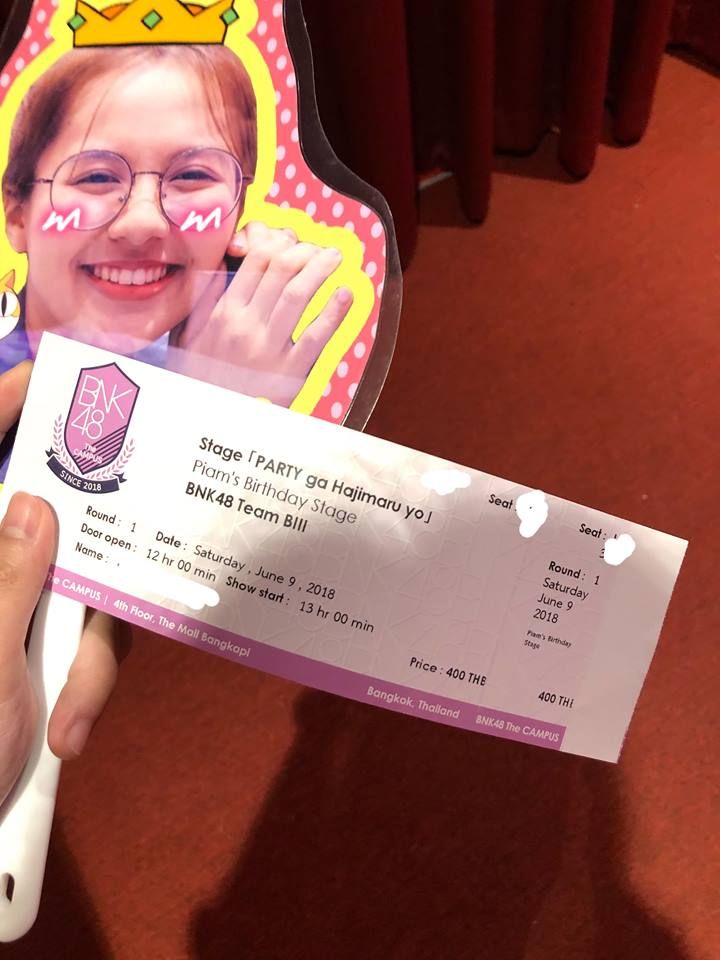 BNK
48
The
CAMPUS
SINCE 2018
Stage「PARTY ga Hajimaru yo」
Piam's Birthday Stage
BNK48 Team BIII
Round : 1
Date : Saturday , June 9 , 2018
Door open : 12 hr 00 min Show start : 13 hr 00 min
Name :
Price : 400 THB
Seat :
Seat :
Round : 1
Saturday
June 9
2018
Piam's Birthday
Stage
400 THB
The CAMPUS | 4th Floor, The Mall Bangkapi
Bangkok, Thailand
BNK48 The CAMPUS